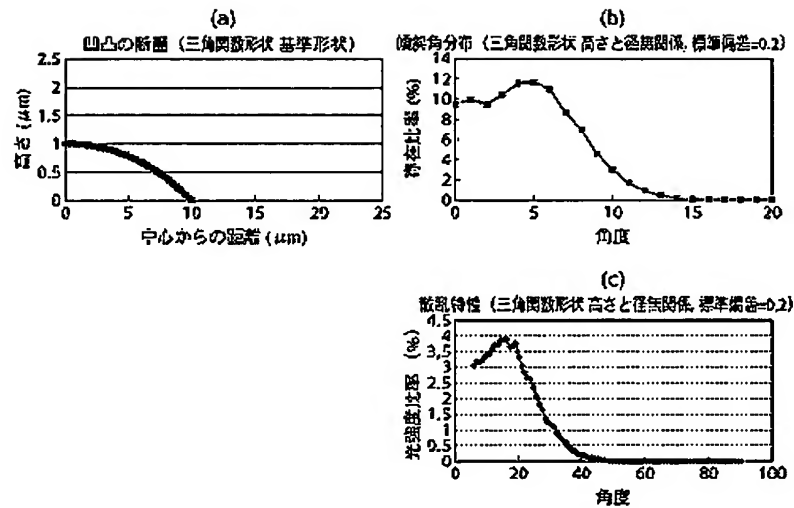 (a)
凹凸の断面 (三角関数形状 基準形状)
高さ (μm)
2.5
2
1.5
1
0.5
0
0 5 10 15 20 25
中心からの距離 (μm)
(b)
傾斜角分布 (三角関数形状 高さと径無関係, 標準偏差=0.2)
存在比率 (%)
14
12
10
8
6
4
2
0
0 5 10 15 20
角度
(c)
散乱特性 (三角関数形状 高さと径無関係, 標準偏差=0.2)
光強度比率 (%)
4.5
4
3.5
3
2.5
2
1.5
1
0.5
0
0 20 40 60 80 100
角度